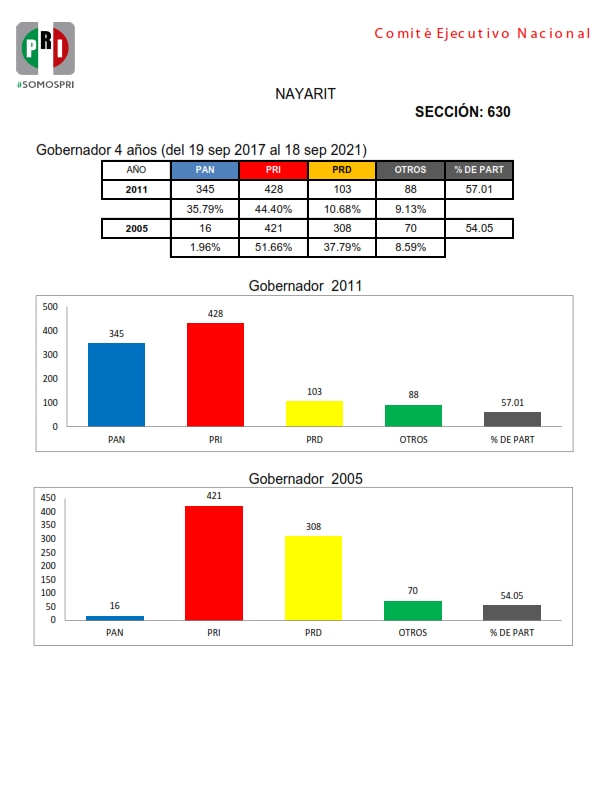 Comité Ejecutivo Nacional
PRI
#SOMOSPRI
NAYARIT
SECCIÓN: 630
Gobernador 4 años (del 19 sep 2017 al 18 sep 2021)
AÑO PAN PRI PRD OTROS % DE PART
2011 345 428 103 88 57.01
35.79% 44.40% 10.68% 9.13%
2005 16 421 308 70 54.05
1.96% 51.66% 37.79% 8.59%
Gobernador 2011
500
400
300
200
100
0
345
428
103
88
57.01
PAN PRI PRD OTROS % DE PART
Gobernador 2005
450
400
350
300
250
200
150
100
50
0
16
421
308
70
54.05
PAN PRI PRD OTROS % DE PART